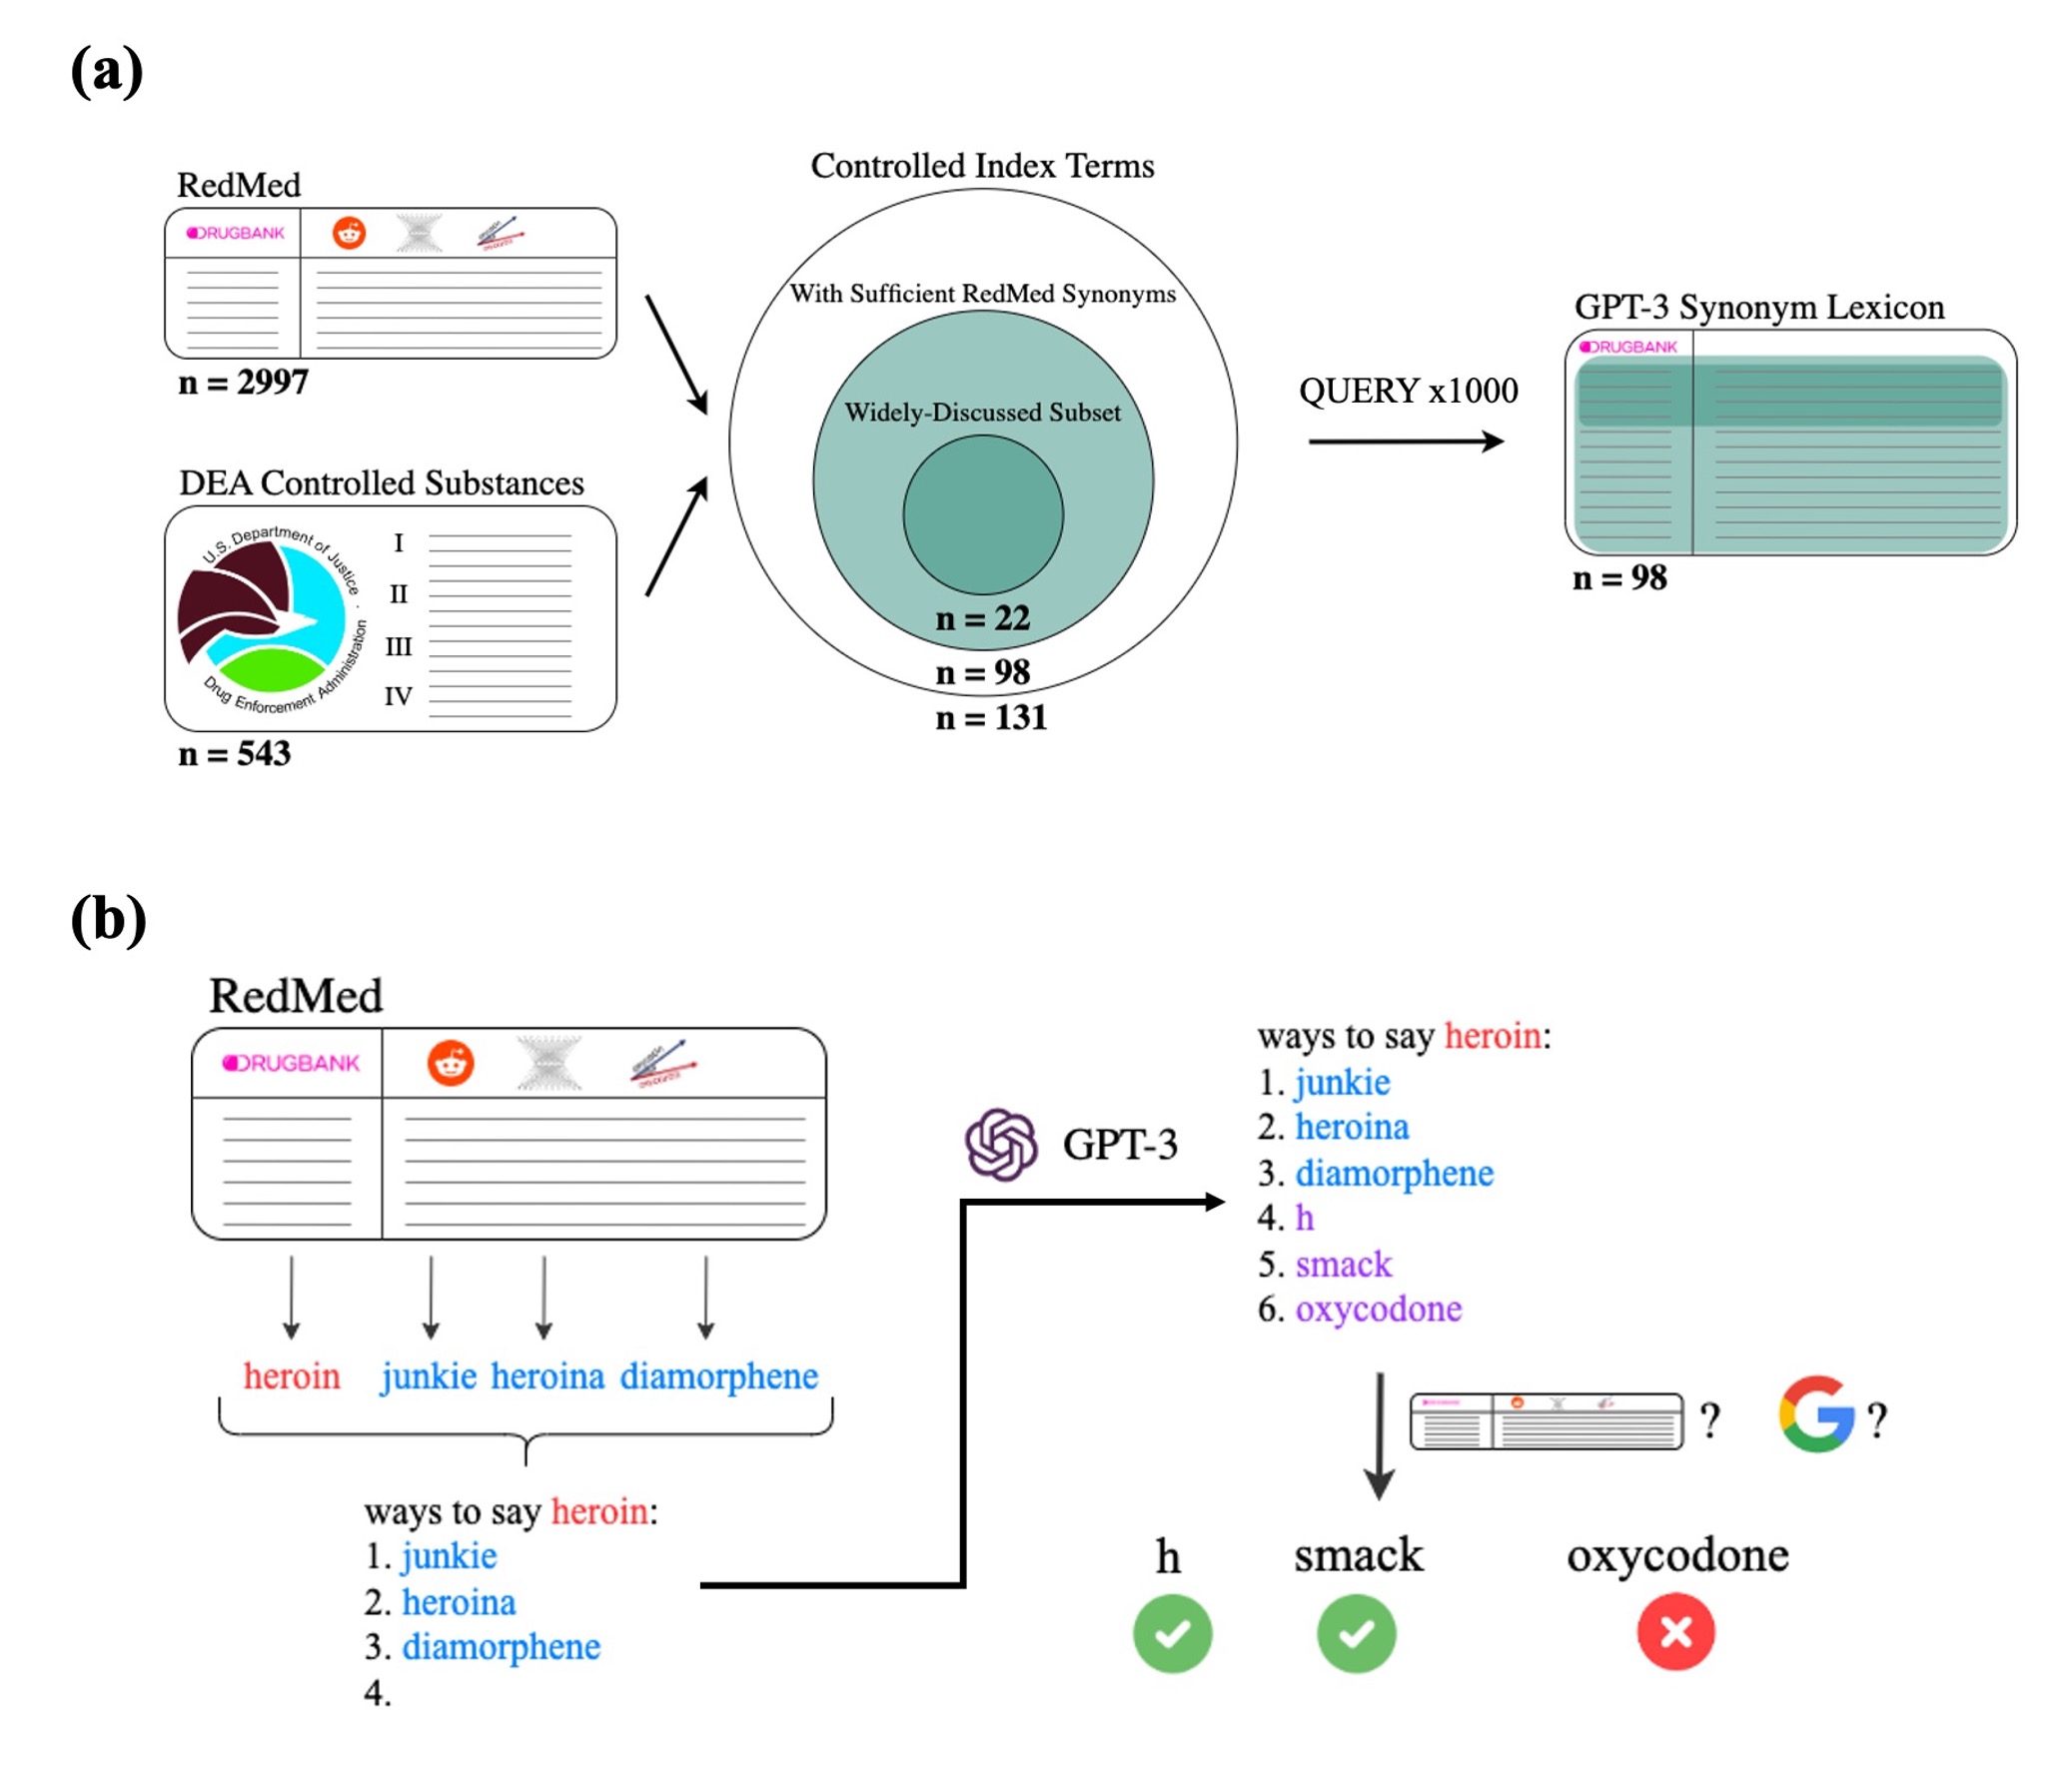 (a)
RedMed
DRUGBANK
n = 2997
DEA Controlled Substances
U.S. Department of Justice .
Drug Enforcement Administration
I
II
III
IV
n = 543
Controlled Index Terms
With Sufficient RedMed Synonyms
Widely-Discussed Subset
n = 22
n = 98
n = 131
QUERY x1000
GPT-3 Synonym Lexicon
DRUGBANK
n = 98
(b)
RedMed
DRUGBANK
heroin junkie heroina diamorphene
ways to say heroin:
1. junkie
2. heroina
3. diamorphene
4.
GPT-3
ways to say heroin:
1. junkie
2. heroina
3. diamorphene
4. h
5. smack
6. oxycodone
? G ?
h smack oxycodone